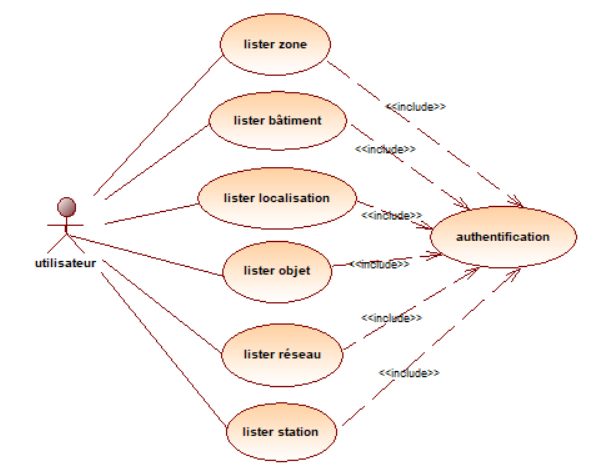 lister zone
<<include>>
lister bâtiment
<<include>>
lister localisation
<<include>>
authentification
utilisateur
lister objet
<<include>>
<<include>>
lister réseau
<<include>>
lister station